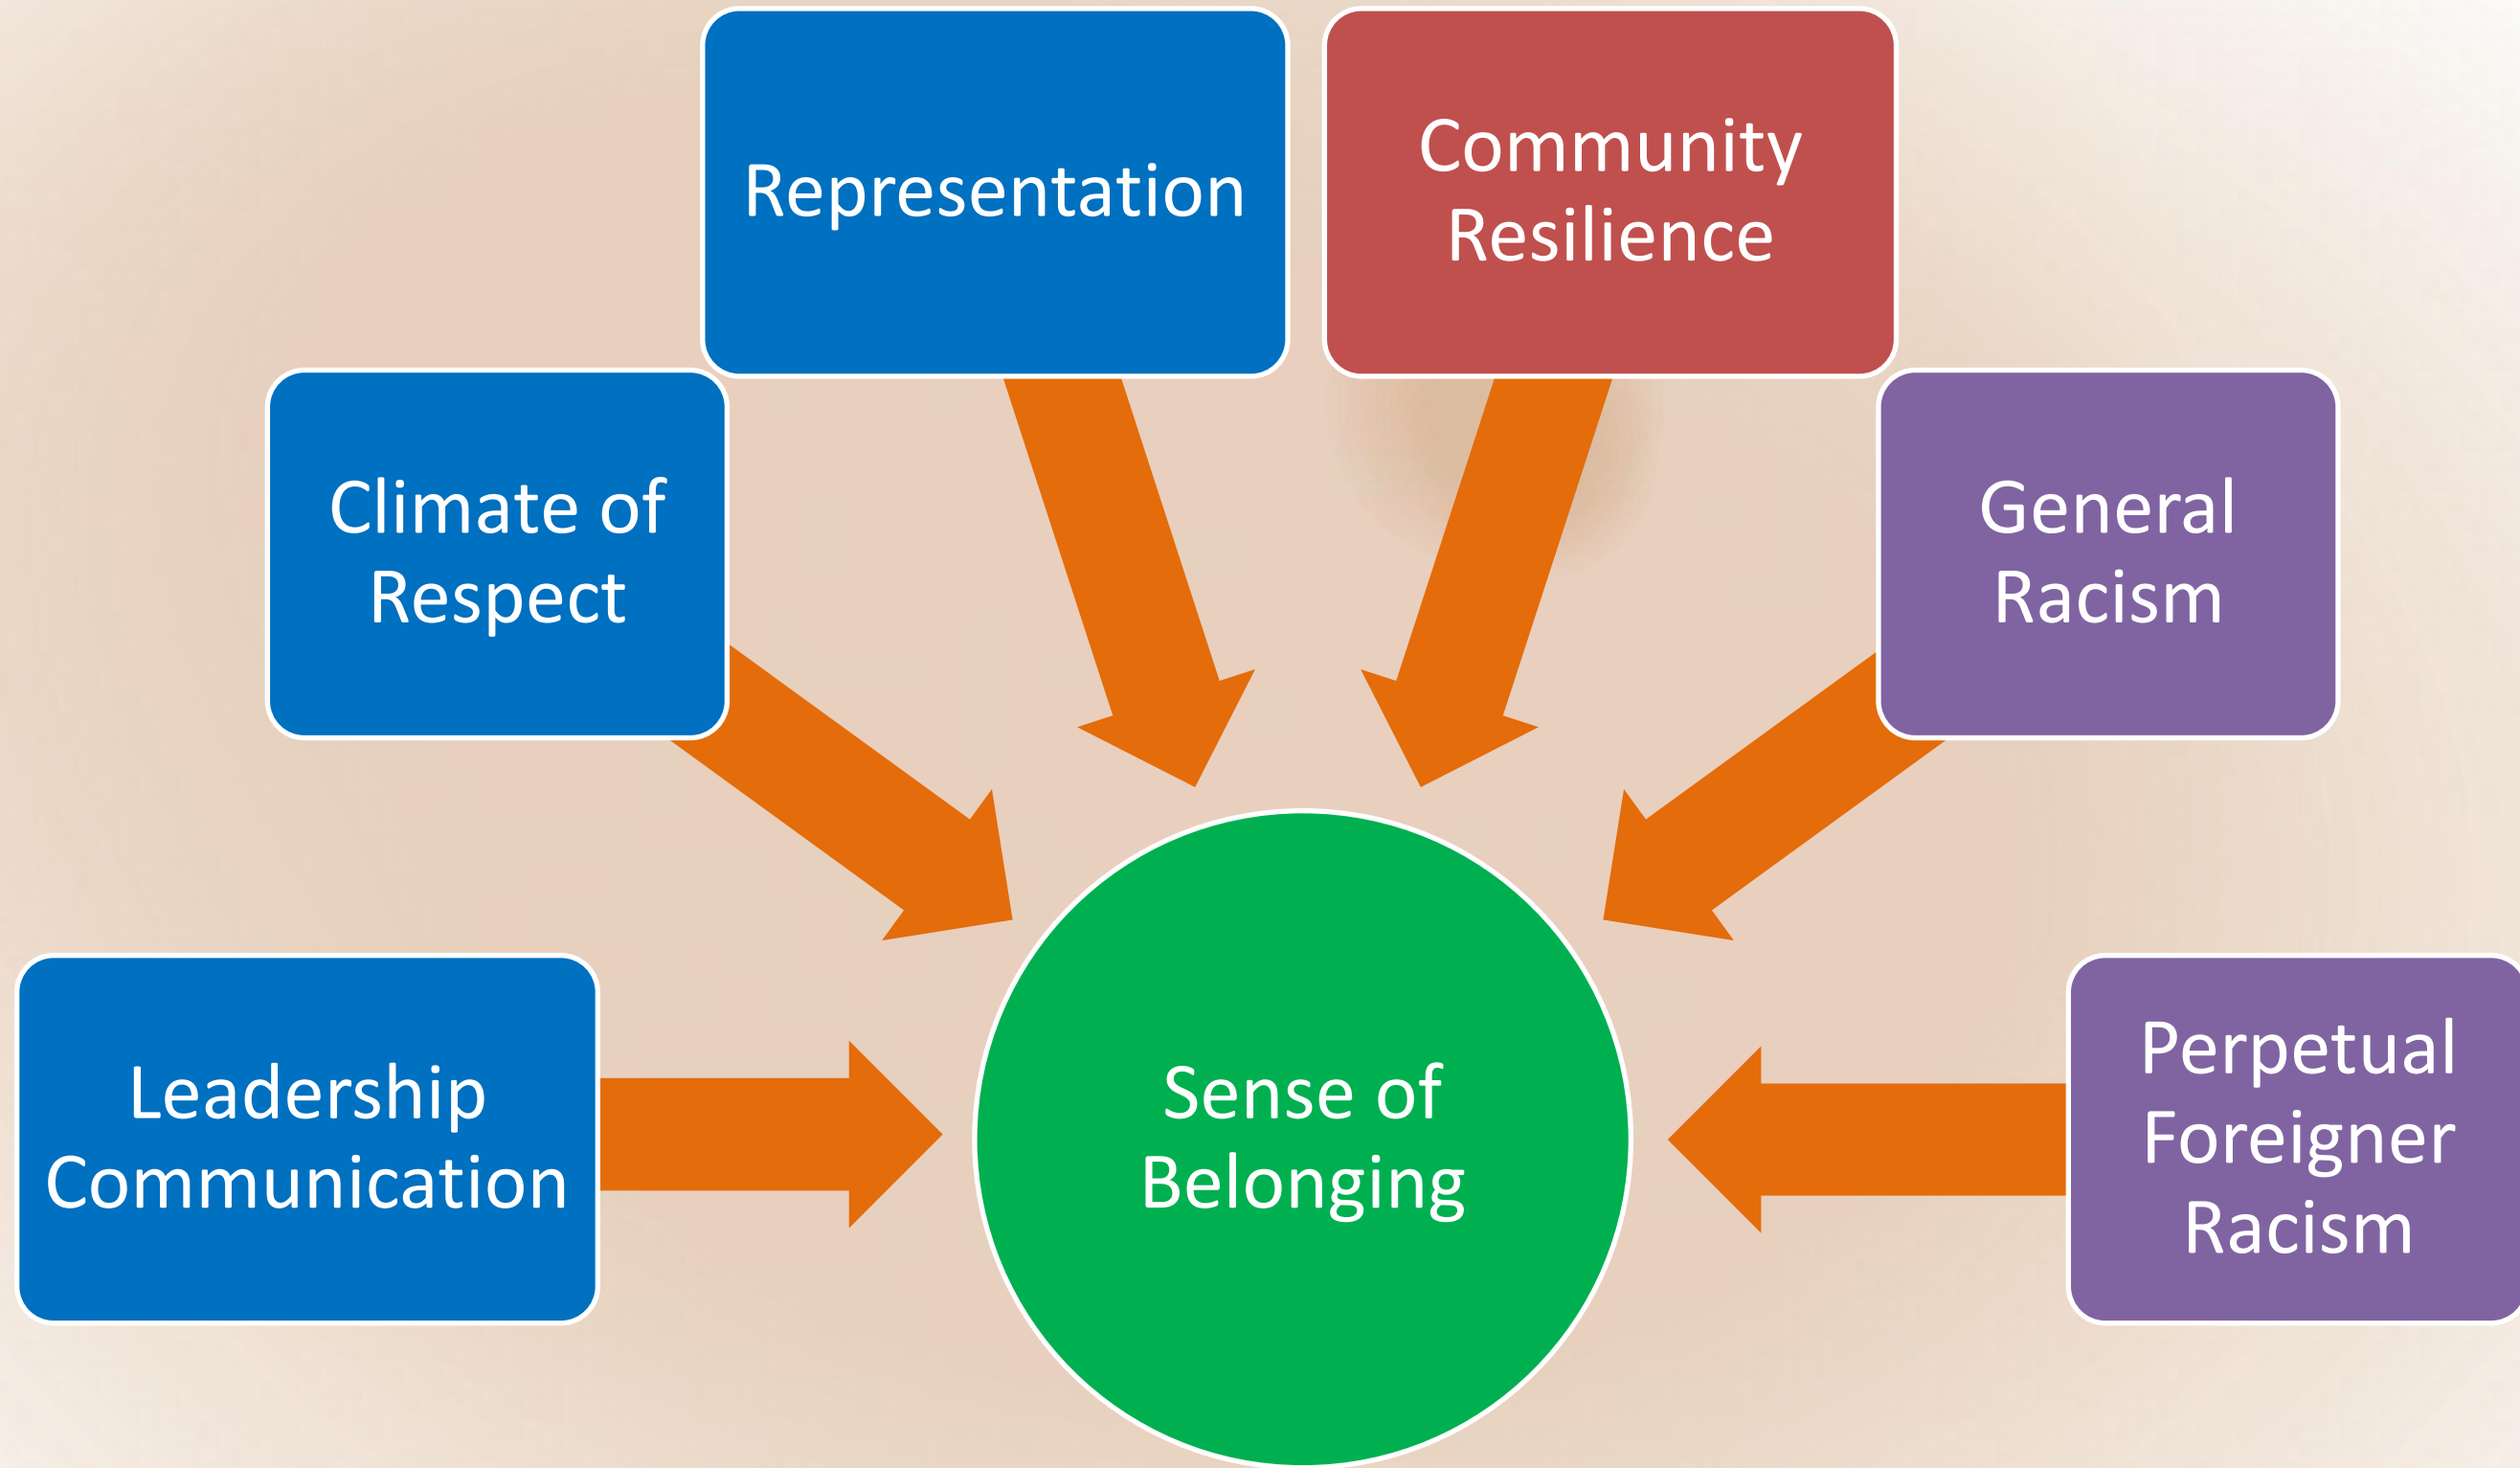 Representation
Community
Resilience
Climate of
Respect
General
Racism
Leadership
Communication
Sense of
Belonging
Perpetual
Foreigner
Racism